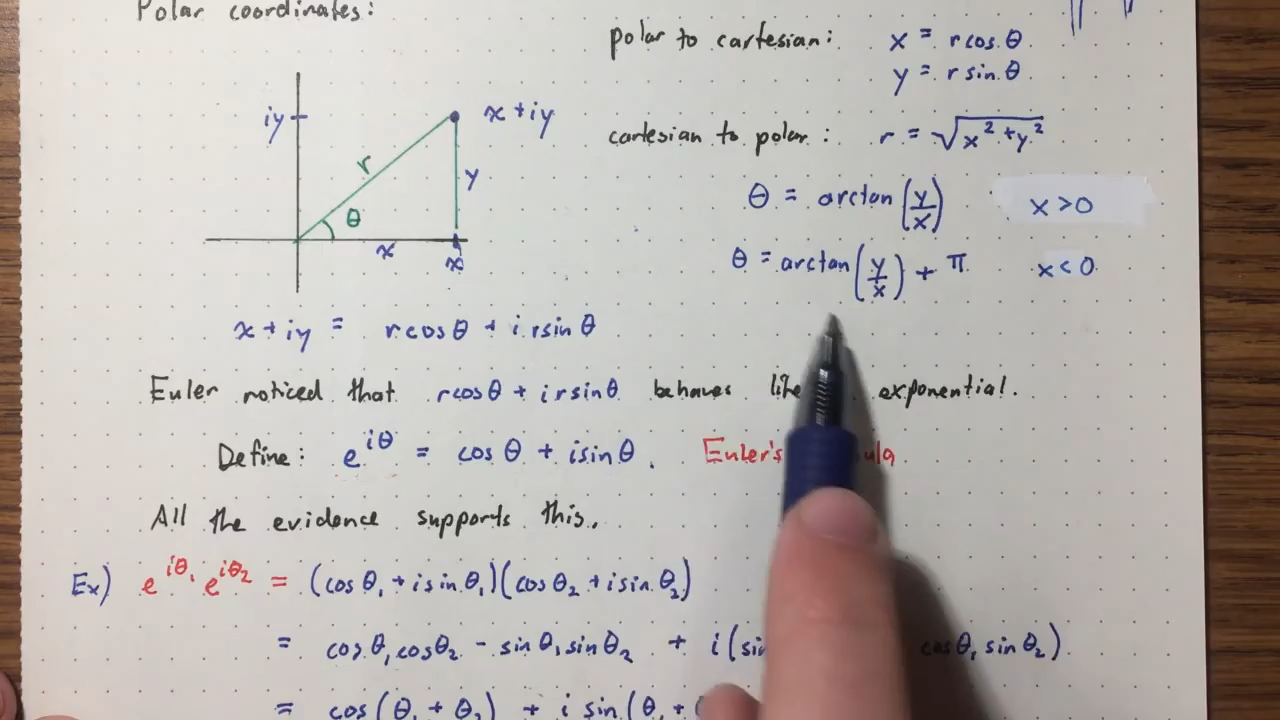 Polar coordinates:
polar to cartesian: x = r cos θ
y = r sin θ
iy
x + iy
r
y
θ
x
x
cartesian to polar: r = √(x² + y²)
θ = arctan(y/x) x > 0
θ = arctan(y/x) + π x < 0
x + iy = r cos θ + i r sin θ
Euler noticed that r cos θ + i r sin θ behaves like exponential.
Define: e^{iθ} = cos θ + i sin θ. Euler's
All the evidence supports this.
Ex) e^{iθ₁} e^{iθ₂} = (cos θ₁ + i sin θ₁)(cos θ₂ + i sin θ₂)
= cos θ₁ cos θ₂ - sin θ₁ sin θ₂ + i(sin cos θ₁ sin θ₂)
= cos(θ₁ + θ₂) + i sin(θ₁ +